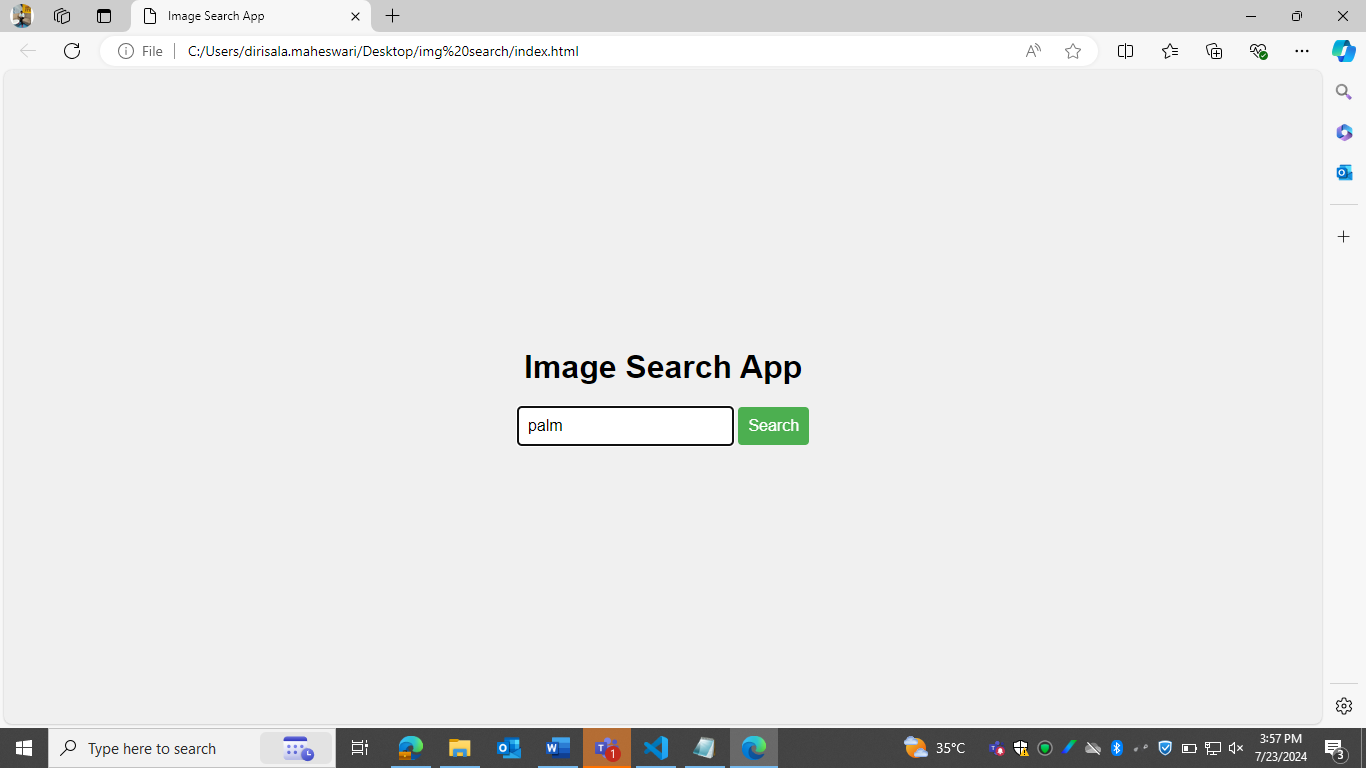 Image Search App
File
C:/Users/dirisala.maheswari/Desktop/img%20search/index.html
Image Search App
palm
Search
Type here to search
1
35°C
3:57 PM
7/23/2024
3